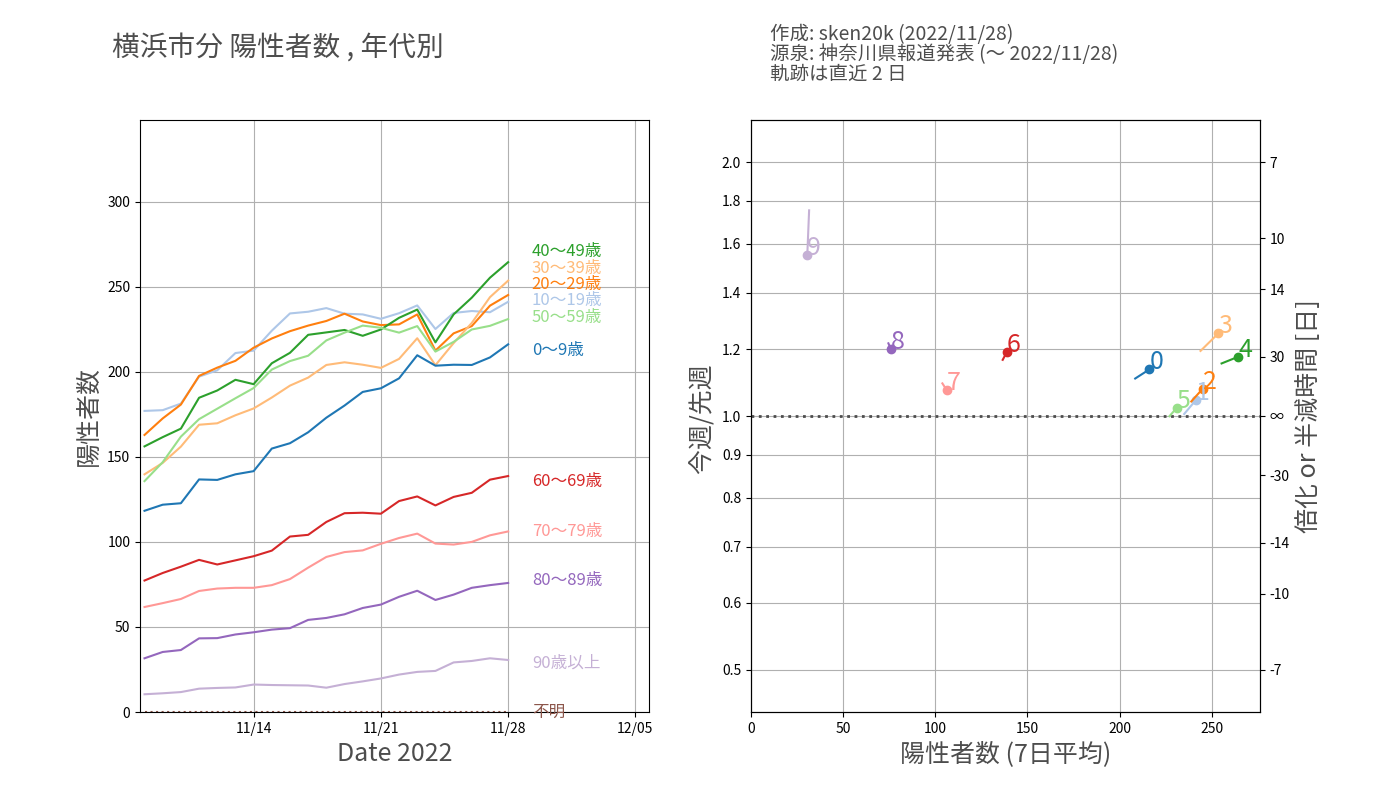 横浜市分 陽性者数 , 年代別
作成: sken20k (2022/11/28)
源泉: 神奈川県報道発表 (〜 2022/11/28)
軌跡は直近 2 日
陽性者数
300
250
200
150
100
50
0
40〜49歳
30〜39歳
20〜29歳
10〜19歳
50〜59歳
0〜9歳
60〜69歳
70〜79歳
80〜89歳
90歳以上
不明
11/14
11/21
11/28
12/05
Date 2022
今週/先週
2.0
1.8
1.6
1.4
1.2
1.0
0.9
0.8
0.7
0.6
0.5
9
8
7
6
5
0
1
2
3
4
7
10
14
30
∞
-30
-14
-10
-7
倍化 or 半減時間 [日]
0
50
100
150
200
250
陽性者数 (7日平均)